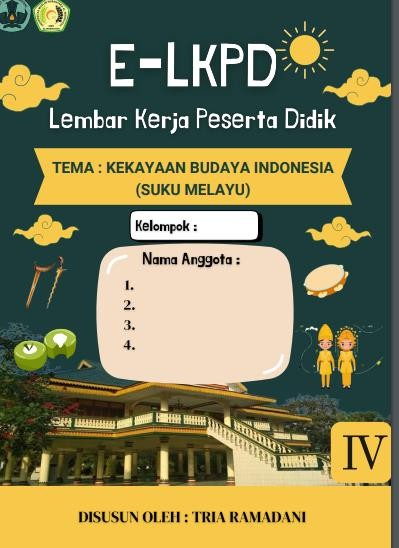 E-LKPD
Lembar Kerja Peserta Didik
TEMA : KEKAYAAN BUDAYA INDONESIA
(SUKU MELAYU)
Kelompok :
Nama Anggota :
1.
2.
3.
4.
IV
DISUSUN OLEH : TRIA RAMADANI